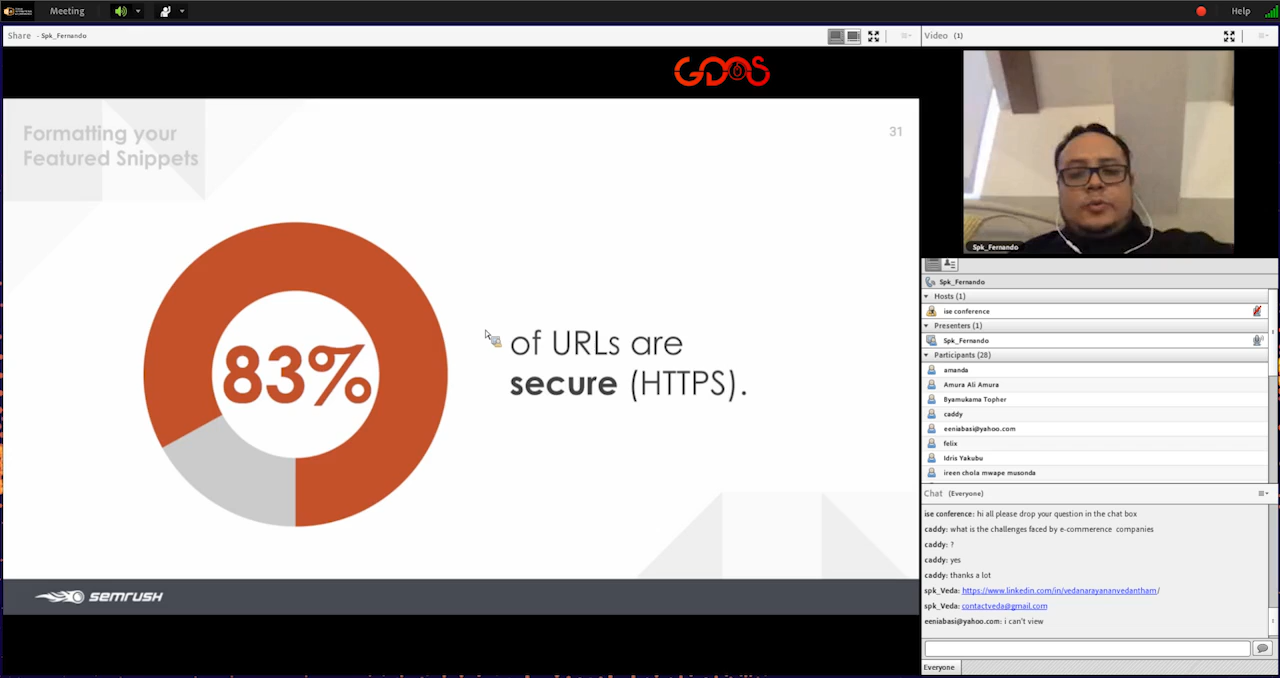 Meeting
Help
Share - Spk_Fernando
Video (1)
GDOS
Formatting your
Featured Snippets
31
83%
of URLs are
secure (HTTPS).
SEMRUSH
Spk_Fernando
Spk_Fernando
Hosts (1)
ise conference
Presenters (1)
Spk_Fernando
Participants (28)
amanda
Amura Ali Amura
Byamukama Topher
caddy
eeniabasi@yahoo.com
felix
Idris Yakubu
ireen chola mwape musonda
Chat (Everyone)
ise conference: hi all please drop your question in the chat box
caddy: what is the challenges faced by e-commerence companies
caddy: ?
caddy: yes
caddy: thanks a lot
spk_Veda: https://www.linkedin.com/in/vedanarayananvedantham/
spk_Veda: contactveda@gmail.com
eeniabasi@yahoo.com: i can't view
Everyone